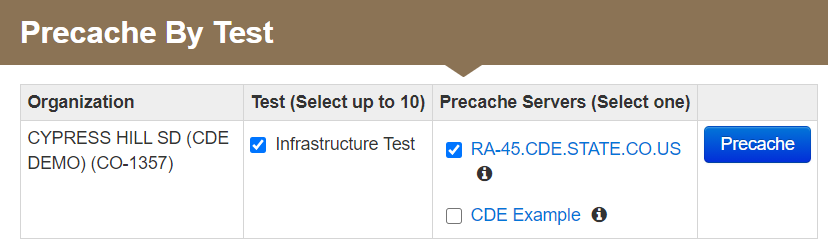 Precache By Test
Organization
Test (Select up to 10)
Precache Servers (Select one)
CYPRESS HILL SD (CDE
DEMO) (CO-1357)
Infrastructure Test
RA-45.CDE.STATE.CO.US
Precache
CDE Example